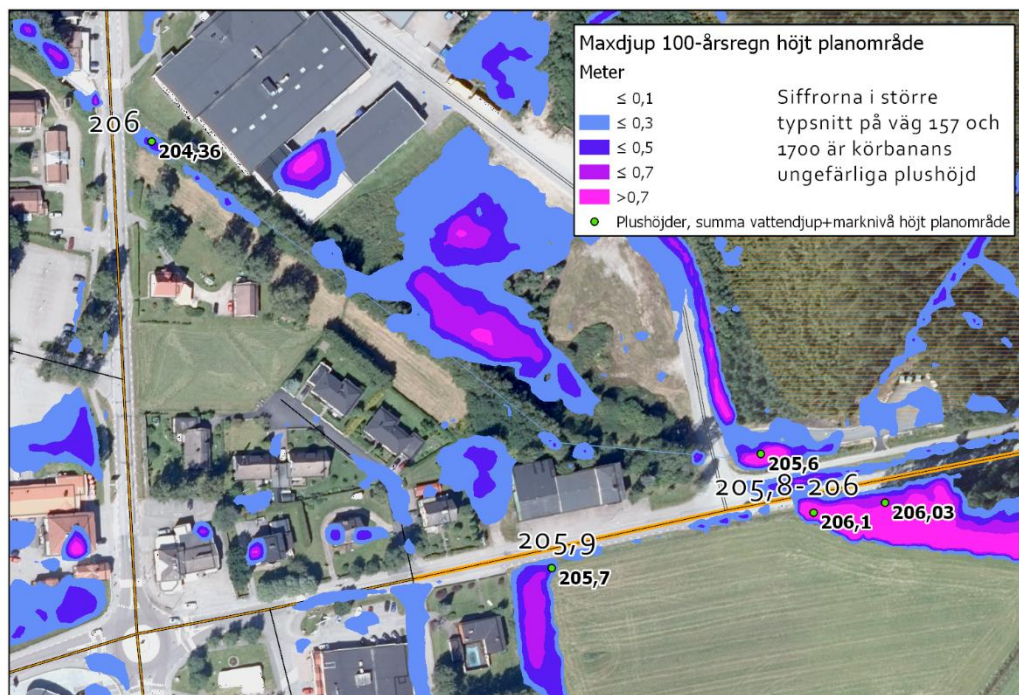 Maxdjup 100-årsregn höjt planområde
Meter
≤ 0,1
≤ 0,3
≤ 0,5
≤ 0,7
>0,7
Siffrorna i större
typsnitt på väg 157 och
1700 är körbanans
ungefärliga plushöjd
Plushöjder, summa vattendjup+marknivå höjt planområde
206
204,36
205,6
205,8-206
206,03
206,1
205,9
205,7